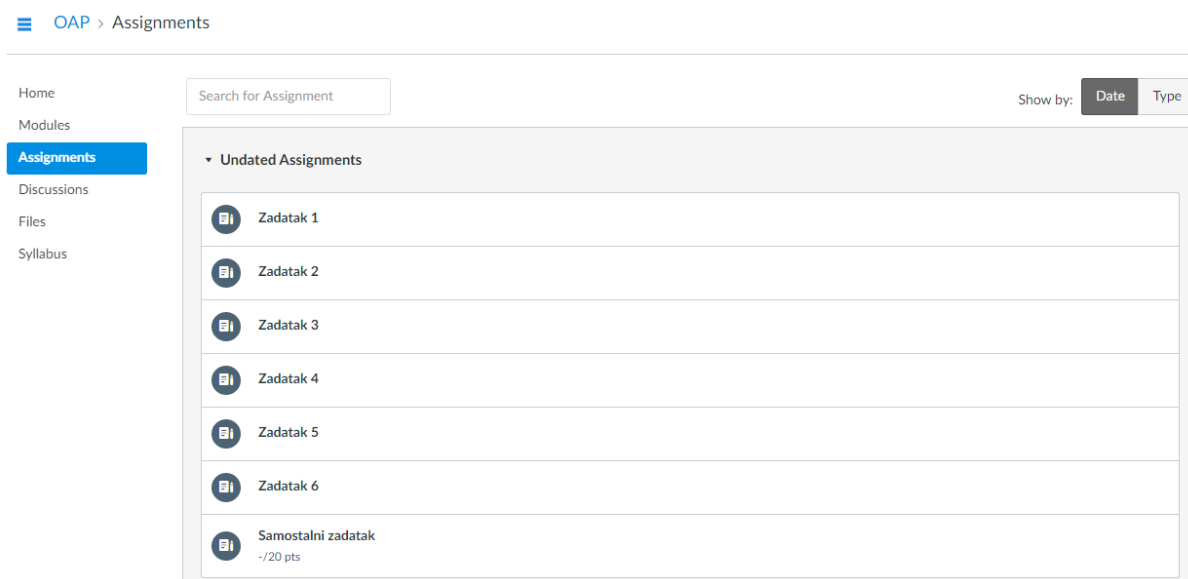 OAP > Assignments
Home
Modules
Assignments
Discussions
Files
Syllabus
Search for Assignment
Show by: Date Type
Undated Assignments
Zadatak 1
Zadatak 2
Zadatak 3
Zadatak 4
Zadatak 5
Zadatak 6
Samostalni zadatak
-/20 pts